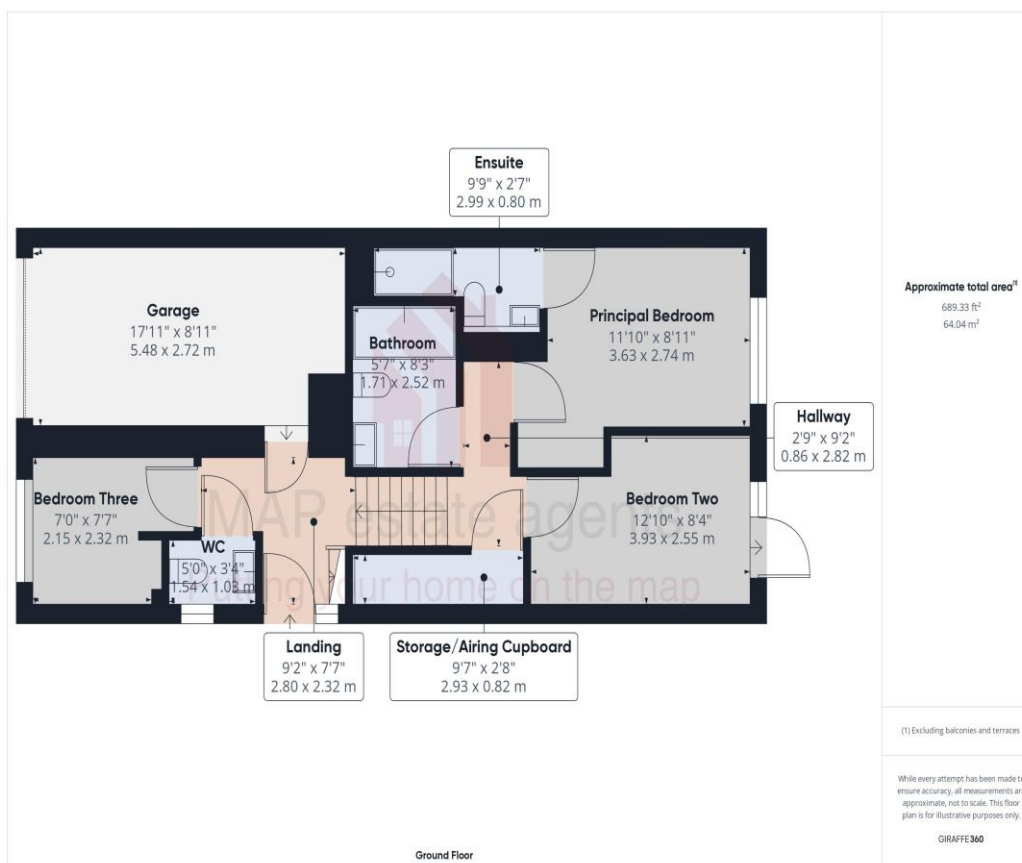 Ensuite
9'9" x 2'7"
2.99 x 0.80 m
Garage
17'11" x 8'11"
5.48 x 2.72 m
Principal Bedroom
11'10" x 8'11"
3.63 x 2.74 m
Bathroom
5'7" x 8'3"
1.71 x 2.52 m
Hallway
2'9" x 9'2"
0.86 x 2.82 m
Bedroom Three
7'0" x 7'7"
2.15 x 2.32 m
WC
5'0" x 3'4"
1.54 x 1.03 m
Bedroom Two
12'10" x 8'4"
3.93 x 2.55 m
MAP estate agents
Putting your home on the map
Landing
9'2" x 7'7"
2.80 x 2.32 m
Storage/Airing Cupboard
9'7" x 2'8"
2.93 x 0.82 m
Ground Floor
Approximate total area(1)
689.33 ft²
64.04 m²
(1) Excluding balconies and terraces
While every attempt has been made to
ensure accuracy, all measurements are
approximate, not to scale. This floor
plan is for illustrative purposes only.
GIRAFFE360